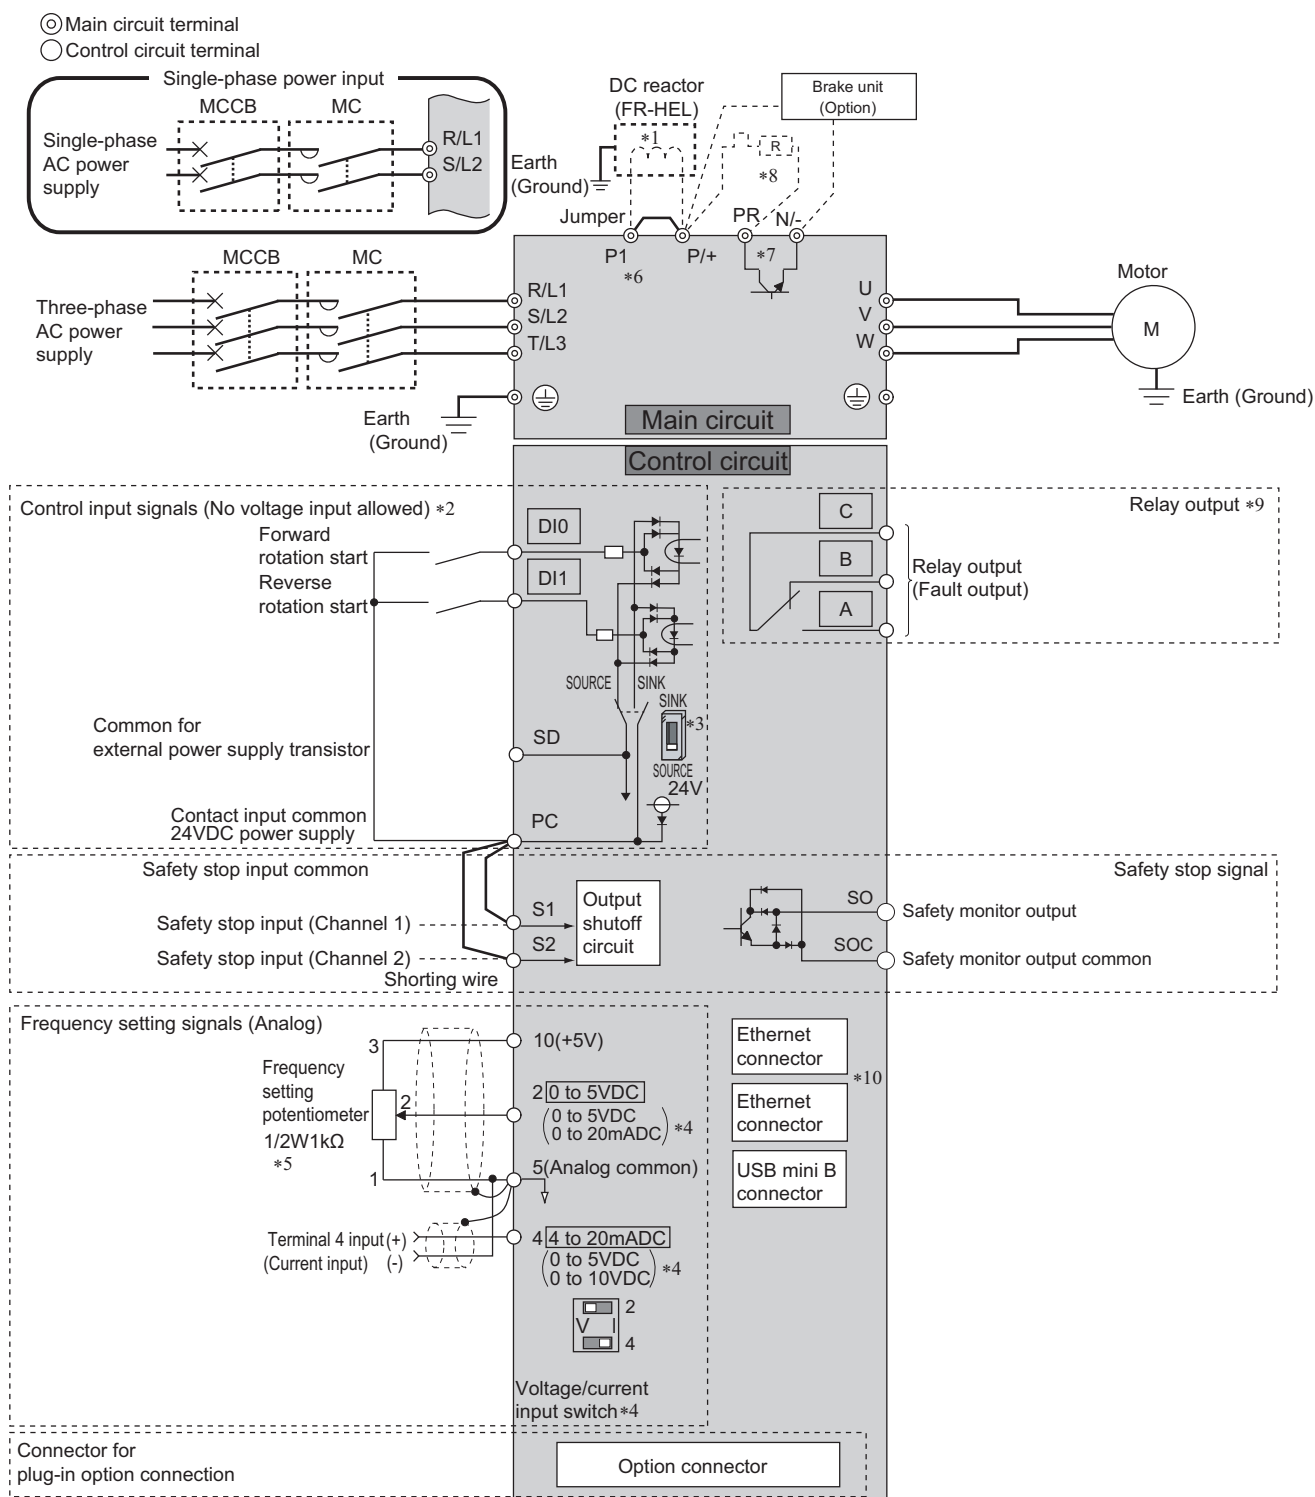 Main circuit terminal
Control circuit terminal
Single-phase power input
MCCB
MC
Single-phase
AC power
supply
R/L1
S/L2
DC reactor
(FR-HEL)
*1
Earth
(Ground)
Brake unit
(Option)
R
*8
Jumper
PR
N/-
P1
*6
P/+
*7
MCCB
MC
Three-phase
AC power
supply
R/L1
S/L2
T/L3
U
V
W
Motor
M
Earth
(Ground)
Earth (Ground)
Main circuit
Control circuit
Control input signals (No voltage input allowed) *2
Forward
rotation start
Reverse
rotation start
DI0
DI1
SOURCE
SINK
SINK
*3
SOURCE
24V
Common for
external power supply transistor
SD
Contact input common
24VDC power supply
PC
Relay output *9
C
B
A
Relay output
(Fault output)
Safety stop input common
Safety stop signal
Safety stop input (Channel 1)
S1
Safety stop input (Channel 2)
S2
Shorting wire
Output
shutoff
circuit
SO
Safety monitor output
SOC
Safety monitor output common
Frequency setting signals (Analog)
3
10(+5V)
Frequency
setting
potentiometer
1/2W1kΩ
*5
2
2 0 to 5VDC
(0 to 5VDC
0 to 20mADC) *4
1
5(Analog common)
Terminal 4 input (+)
(Current input) (-)
4 4 to 20mADC
(0 to 5VDC
0 to 10VDC) *4
2
V I
4
Voltage/current
input switch*4
Ethernet
connector
*10
Ethernet
connector
USB mini B
connector
Connector for
plug-in option connection
Option connector